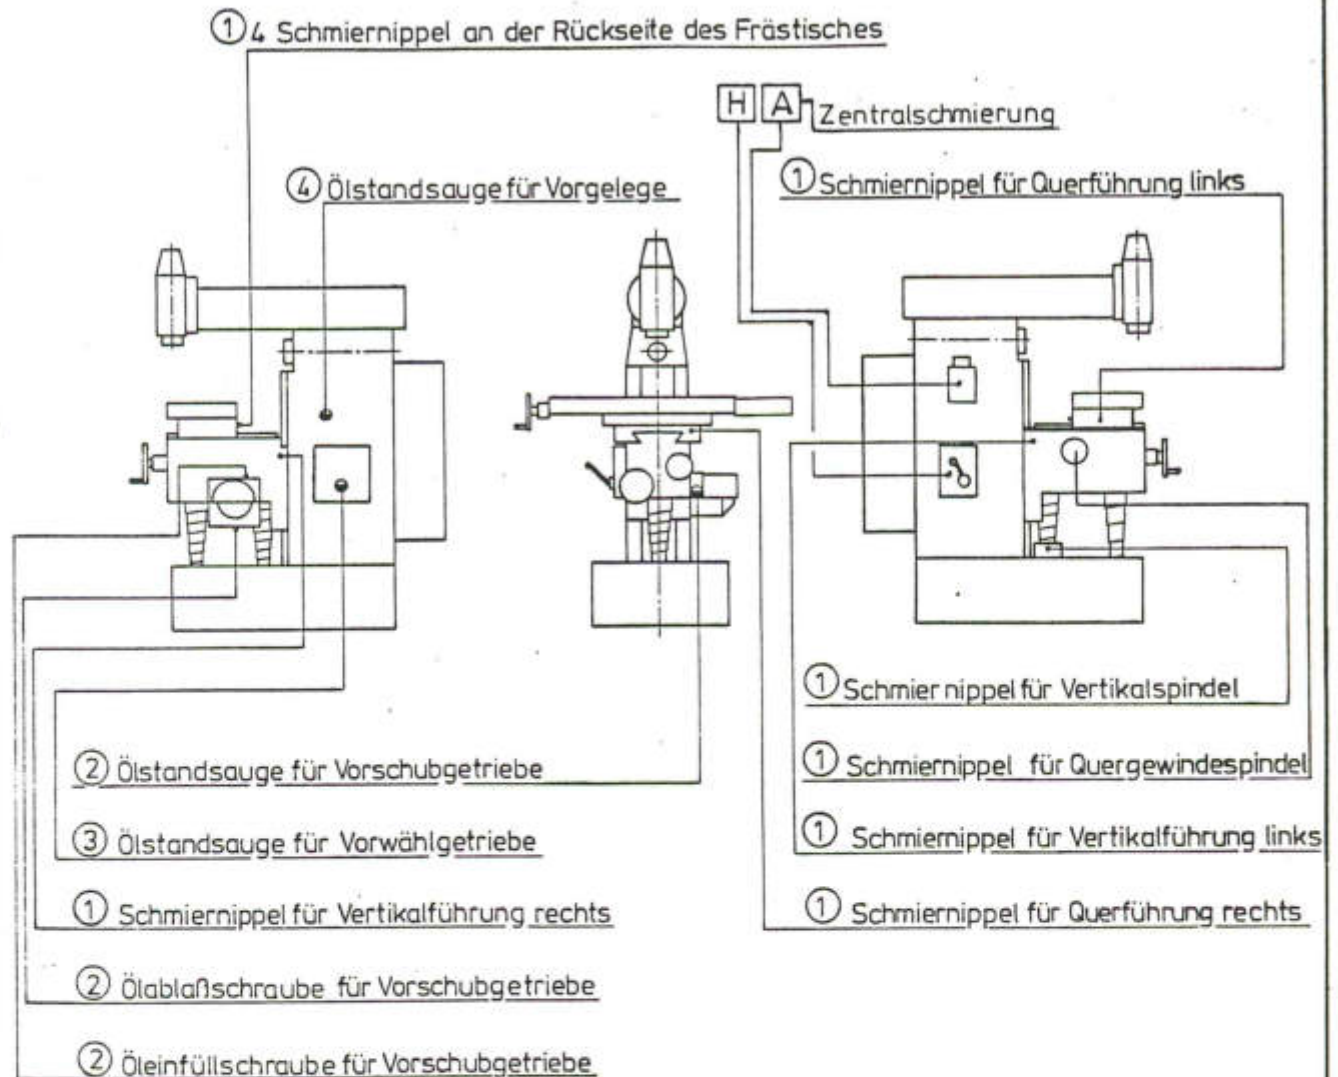 ① 4 Schmiernippel an der Rückseite des Frästisches
H A Zentralschmierung
④ Ölstandsauge für Vorgelege
① Schmiernippel für Querführung links
① Schmiernippel für Vertikalspindel
② Ölstandsauge für Vorschubgetriebe
① Schmiernippel für Quergewindespindel
③ Ölstandsauge für Vorwählgetriebe
① Schmiernippel für Vertikalführung links
① Schmiernippel für Vertikalführung rechts
① Schmiernippel für Querführung rechts
② Ölablaßschraube für Vorschubgetriebe
② Öleinfüllschraube für Vorschubgetriebe